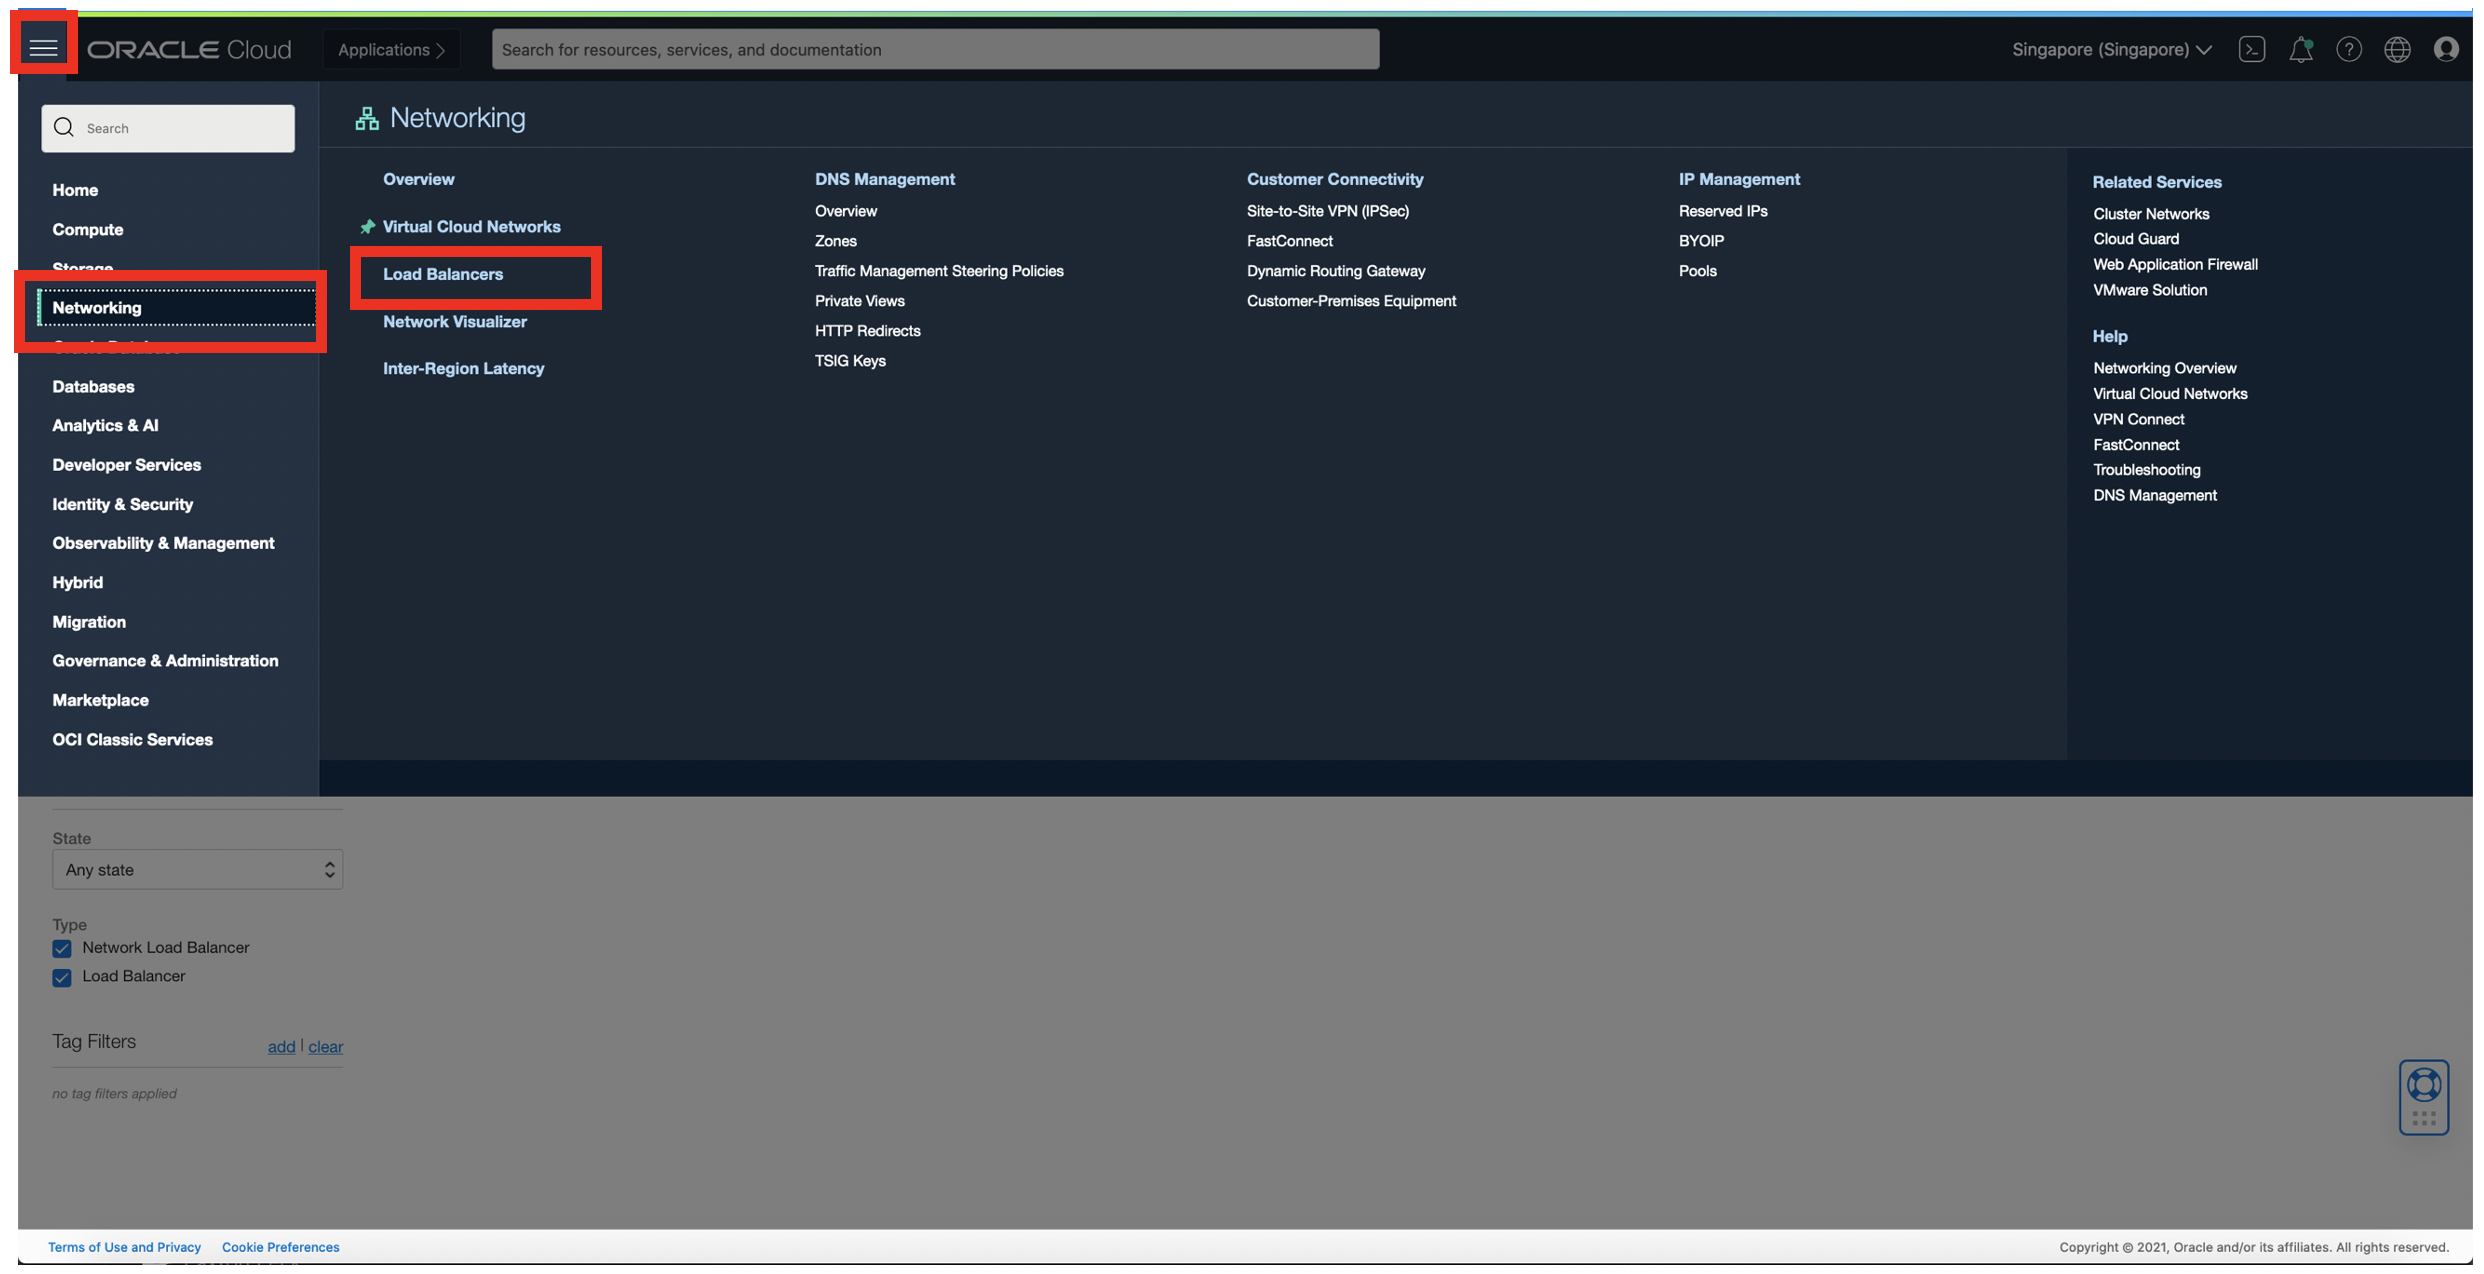 ORACLE Cloud
Applications
Search for resources, services, and documentation
Singapore (Singapore)
Search
Home
Compute
Storage
Networking
Oracle Database
Databases
Analytics & AI
Developer Services
Identity & Security
Observability & Management
Hybrid
Migration
Governance & Administration
Marketplace
OCI Classic Services
Networking
Overview
Virtual Cloud Networks
Load Balancers
Network Visualizer
Inter-Region Latency
DNS Management
Overview
Zones
Traffic Management Steering Policies
Private Views
HTTP Redirects
TSIG Keys
Customer Connectivity
Site-to-Site VPN (IPSec)
FastConnect
Dynamic Routing Gateway
Customer-Premises Equipment
IP Management
Reserved IPs
BYOIP
Pools
Related Services
Cluster Networks
Cloud Guard
Web Application Firewall
VMware Solution
Help
Networking Overview
Virtual Cloud Networks
VPN Connect
FastConnect
Troubleshooting
DNS Management
State
Any state
Type
Network Load Balancer
Load Balancer
Tag Filters
add | clear
no tag filters applied
Terms of Use and Privacy
Cookie Preferences
Copyright © 2021, Oracle and/or its affiliates. All rights reserved.